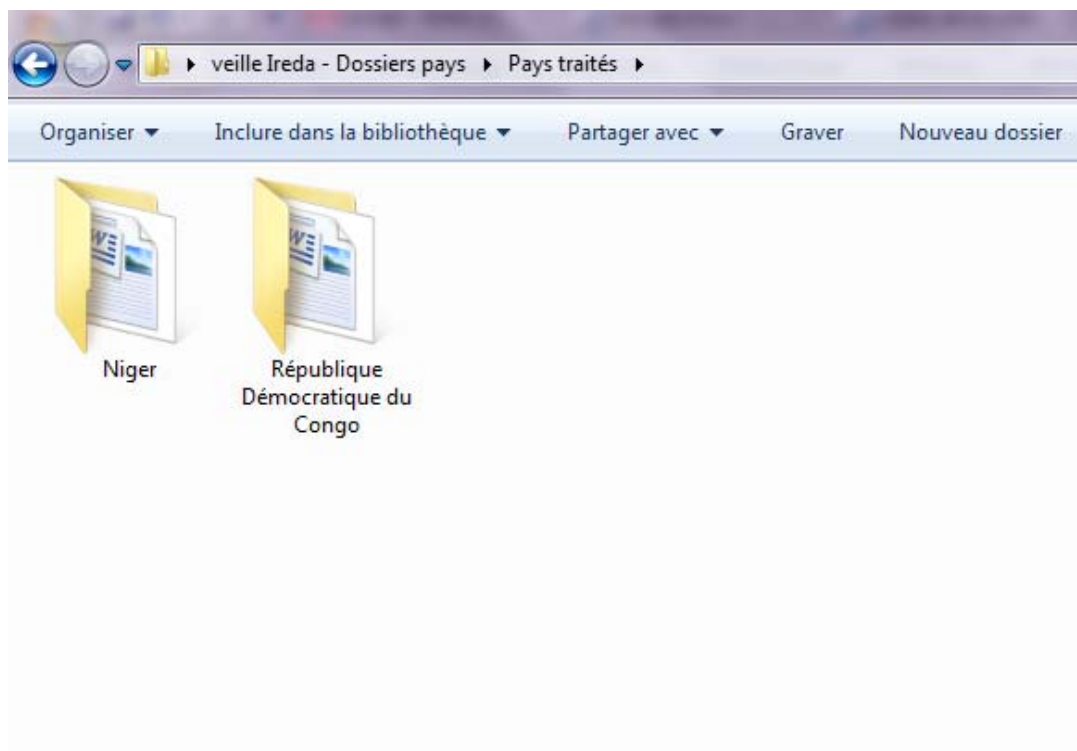 veille Ireda - Dossiers pays Pays traités
Organiser Inclure dans la bibliothèque Partager avec Graver Nouveau dossier
Niger
République
Démocratique du
Congo